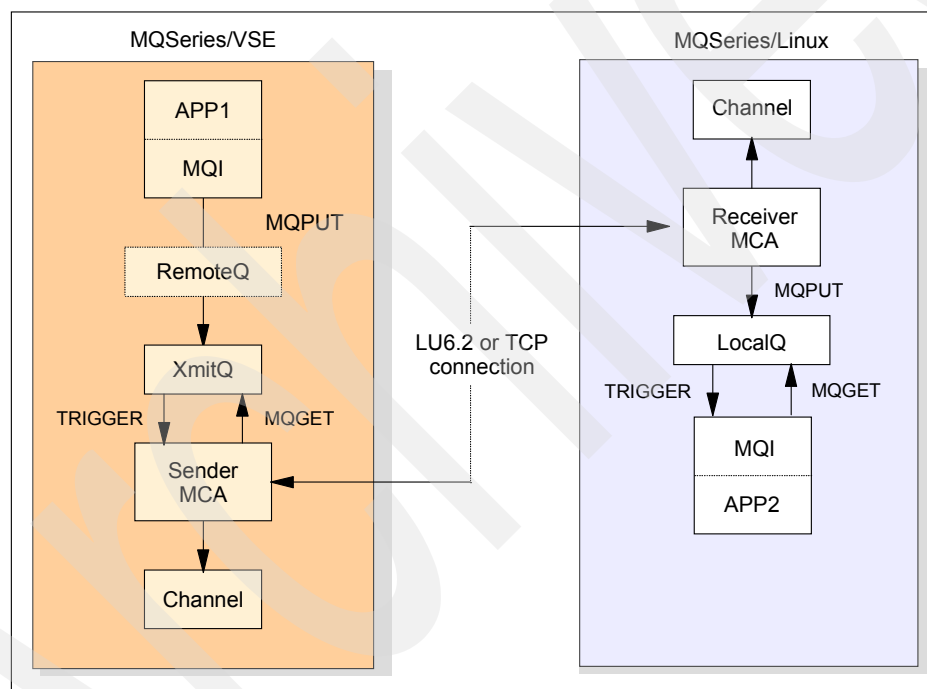 MQSeries/VSE
APP1
MQI
MQPUT
RemoteQ
XmitQ
TRIGGER
MQGET
Sender
MCA
Channel
LU6.2 or TCP
connection
MQSeries/Linux
Channel
Receiver
MCA
MQPUT
LocalQ
TRIGGER
MQGET
MQI
APP2